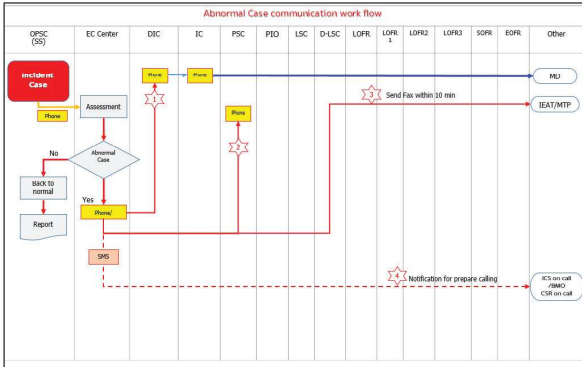 Abnormal Case communication work flow
OPSC
(SS)
EC Center
DIC
IC
PSC
PIO
LSC
D-LSC
LOFR
LOFR
1
LOFR2
LOFR3
SOFR
EOFR
Other
Incident
Case
Phone
Assessment
Phone
Phone
MD
1
3
Send Fax within 10 min
IEAT/MTP
Phone
2
No
Abnormal
Case
Back to
normal
Yes
Phone/
Report
SMS
4
Notification for prepare calling
ICS on call
/BMO
CSR on call